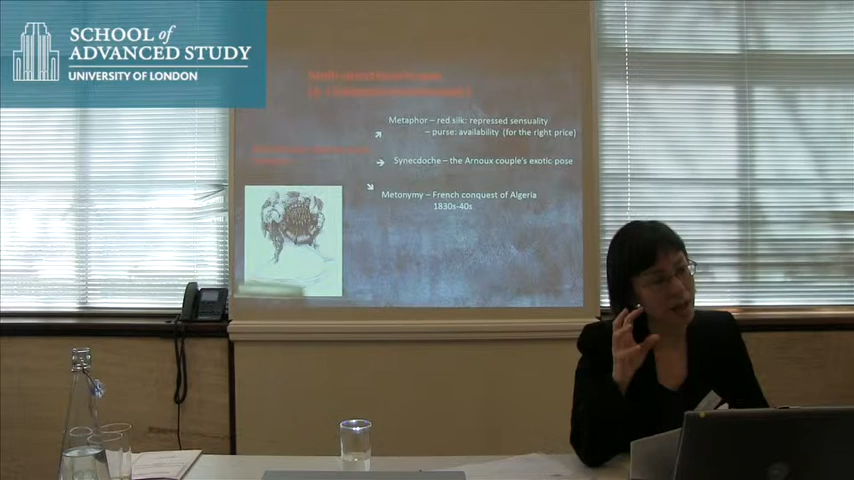 SCHOOL of
ADVANCED STUDY
UNIVERSITY OF LONDON
Metaphor – red silk: repressed sensuality
– purse: availability (for the right price)
Synecdoche – the Arnoux couple's exotic pose
Metonymy – French conquest of Algeria
1830s-40s